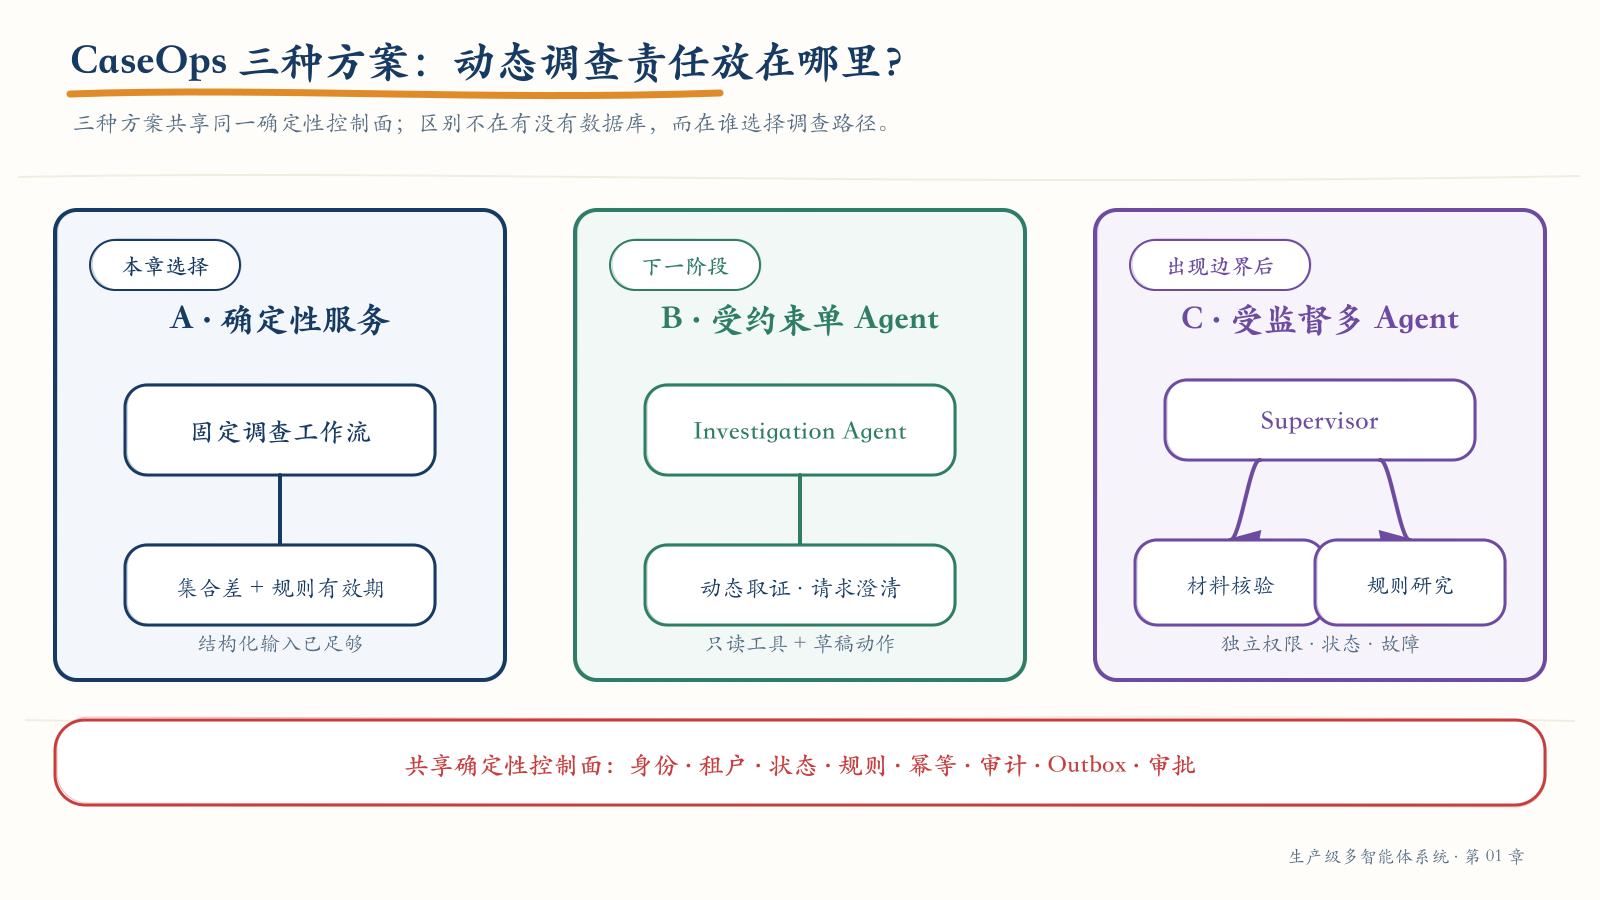 CaseOps 三种方案：动态调查责任放在哪里？
三种方案共享同一确定性控制面；区别不在有没有数据库，而在谁选择调查路径。
本章选择
A · 确定性服务
固定调查工作流
集合差 + 规则有效期
结构化输入已足够
下一阶段
B · 受约束单 Agent
Investigation Agent
动态取证 · 请求澄清
只读工具 + 草稿动作
出现边界后
C · 受监督多 Agent
Supervisor
材料核验
规则研究
独立权限 · 状态 · 故障
共享确定性控制面：身份 · 租户 · 状态 · 规则 · 幂等 · 审计 · Outbox · 审批
生产级多智能体系统 · 第 01 章